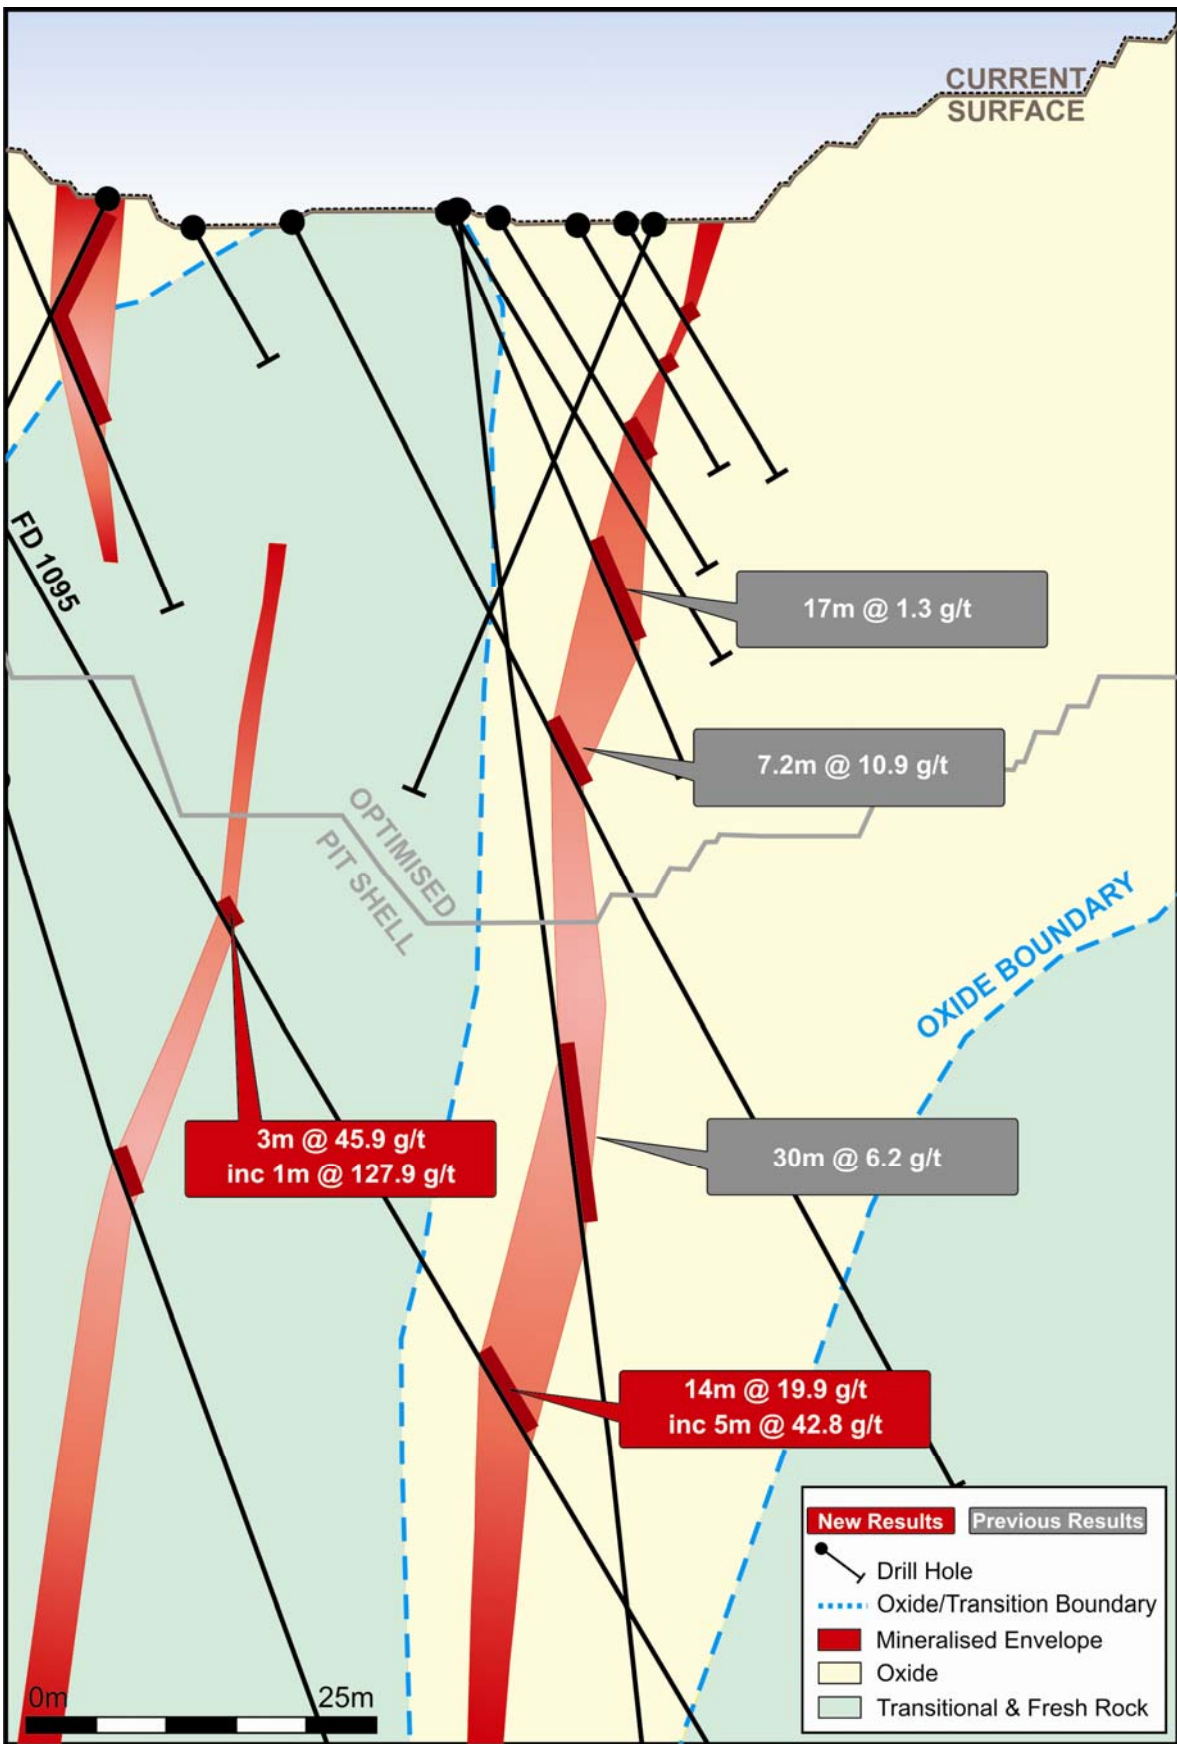 CURRENT
SURFACE
FD 1095
17m @ 1.3 g/t
7.2m @ 10.9 g/t
OPTIMISED
PIT SHELL
OXIDE BOUNDARY
3m @ 45.9 g/t
inc 1m @ 127.9 g/t
30m @ 6.2 g/t
14m @ 19.9 g/t
inc 5m @ 42.8 g/t
New Results
Previous Results
Drill Hole
Oxide/Transition Boundary
Mineralised Envelope
Oxide
Transitional & Fresh Rock
0m
25m